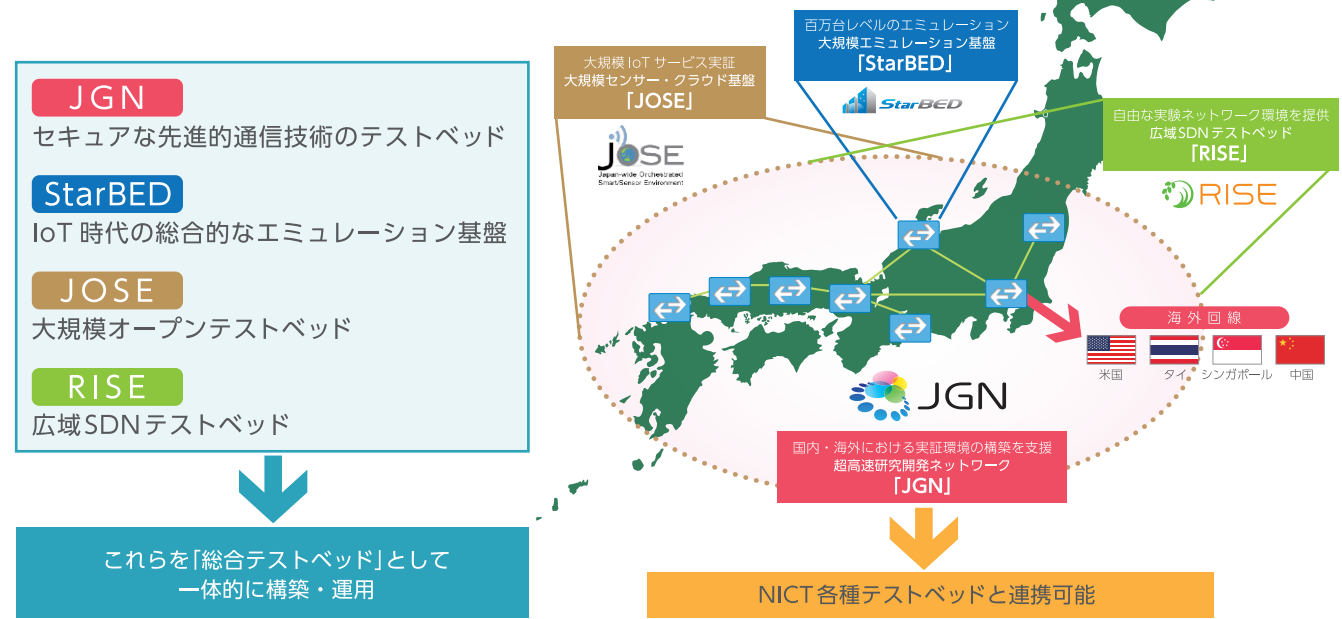 JGN
セキュアな先進的通信技術のテストベッド
StarBED
IoT 時代の総合的なエミュレーション基盤
JOSE
大規模オープンテストベッド
RISE
広域SDNテストベッド
これらを「総合テストベッド」として
一体的に構築・運用
大規模 IoT サービス実証
大規模センサー・クラウド基盤
「JOSE」
JOSE
Japan-wide Orchestrated
Smart/Sensor Environment
百万台レベルのエミュレーション
大規模エミュレーション基盤
「StarBED」
StarBED
自由な実験ネットワーク環境を提供
広域SDNテストベッド
「RISE」
RISE
海外回線
米国
タイ
シンガポール
中国
JGN
国内・海外における実証環境の構築を支援
超高速研究開発ネットワーク
「JGN」
NICT 各種テストベッドと連携可能